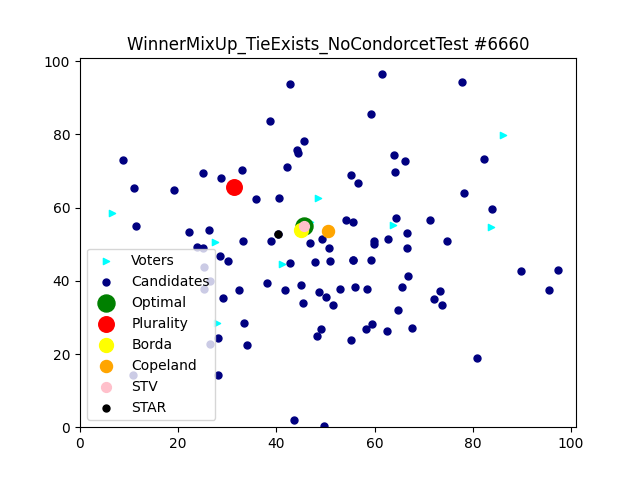 WinnerMixUp_TieExists_NoCondorcetTest #6660
100
80
60
40
20
0
Voters
Candidates
Optimal
Plurality
Borda
Copeland
STV
STAR
0 20 40 60 80 100